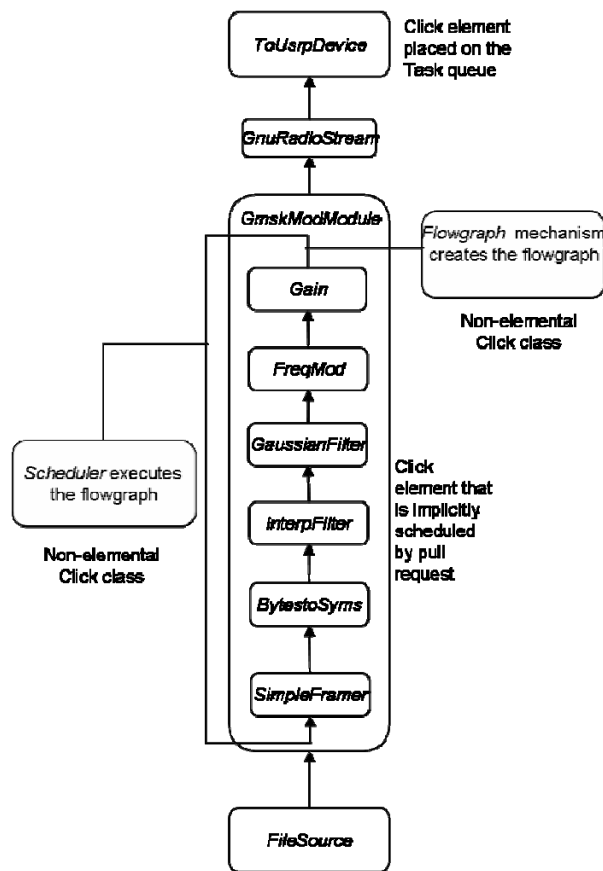 ToUsrpDevice
Click element
placed on the
Task queue
GnuRadioStream
GmskModModule
Flowgraph mechanism
creates the flowgraph
Gain
Non-elemental
Click class
FreqMod
GaussianFilter
Scheduler executes
the flowgraph
Click
element that
is implicitly
scheduled
by pull
request
InterpFilter
Non-elemental
Click class
BytestoSyms
SimpleFramer
FileSource